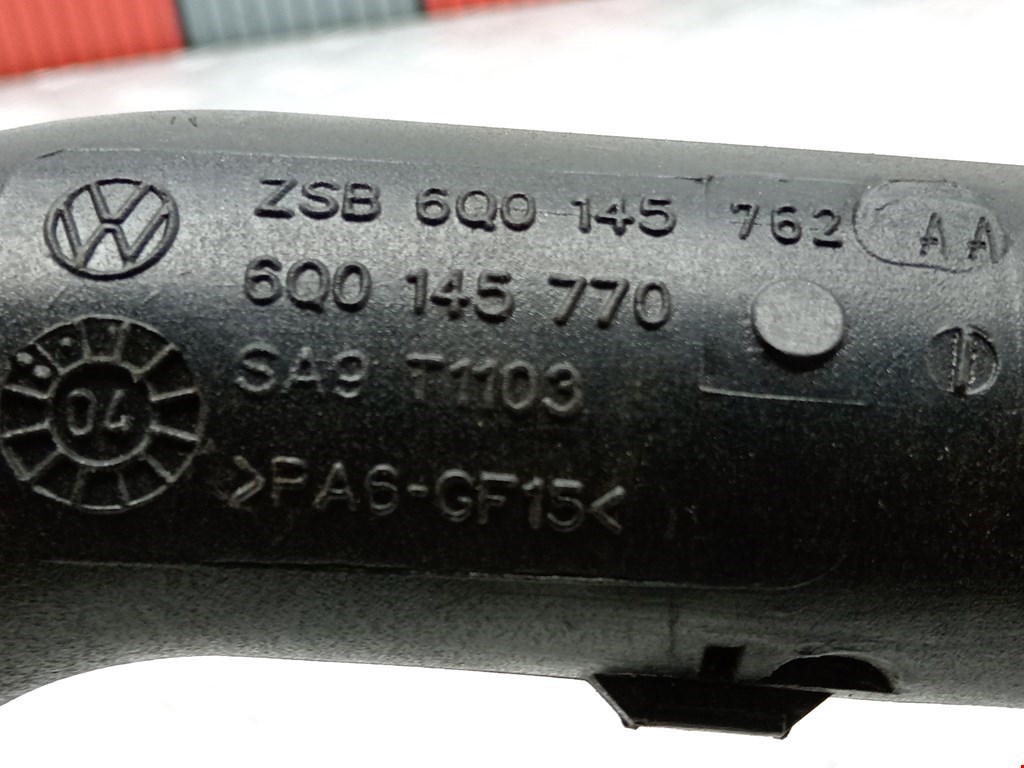 ZSB 6Q0 145 762 AA
6Q0 145 770
SA9 T1103
04
>PA6-GF15<